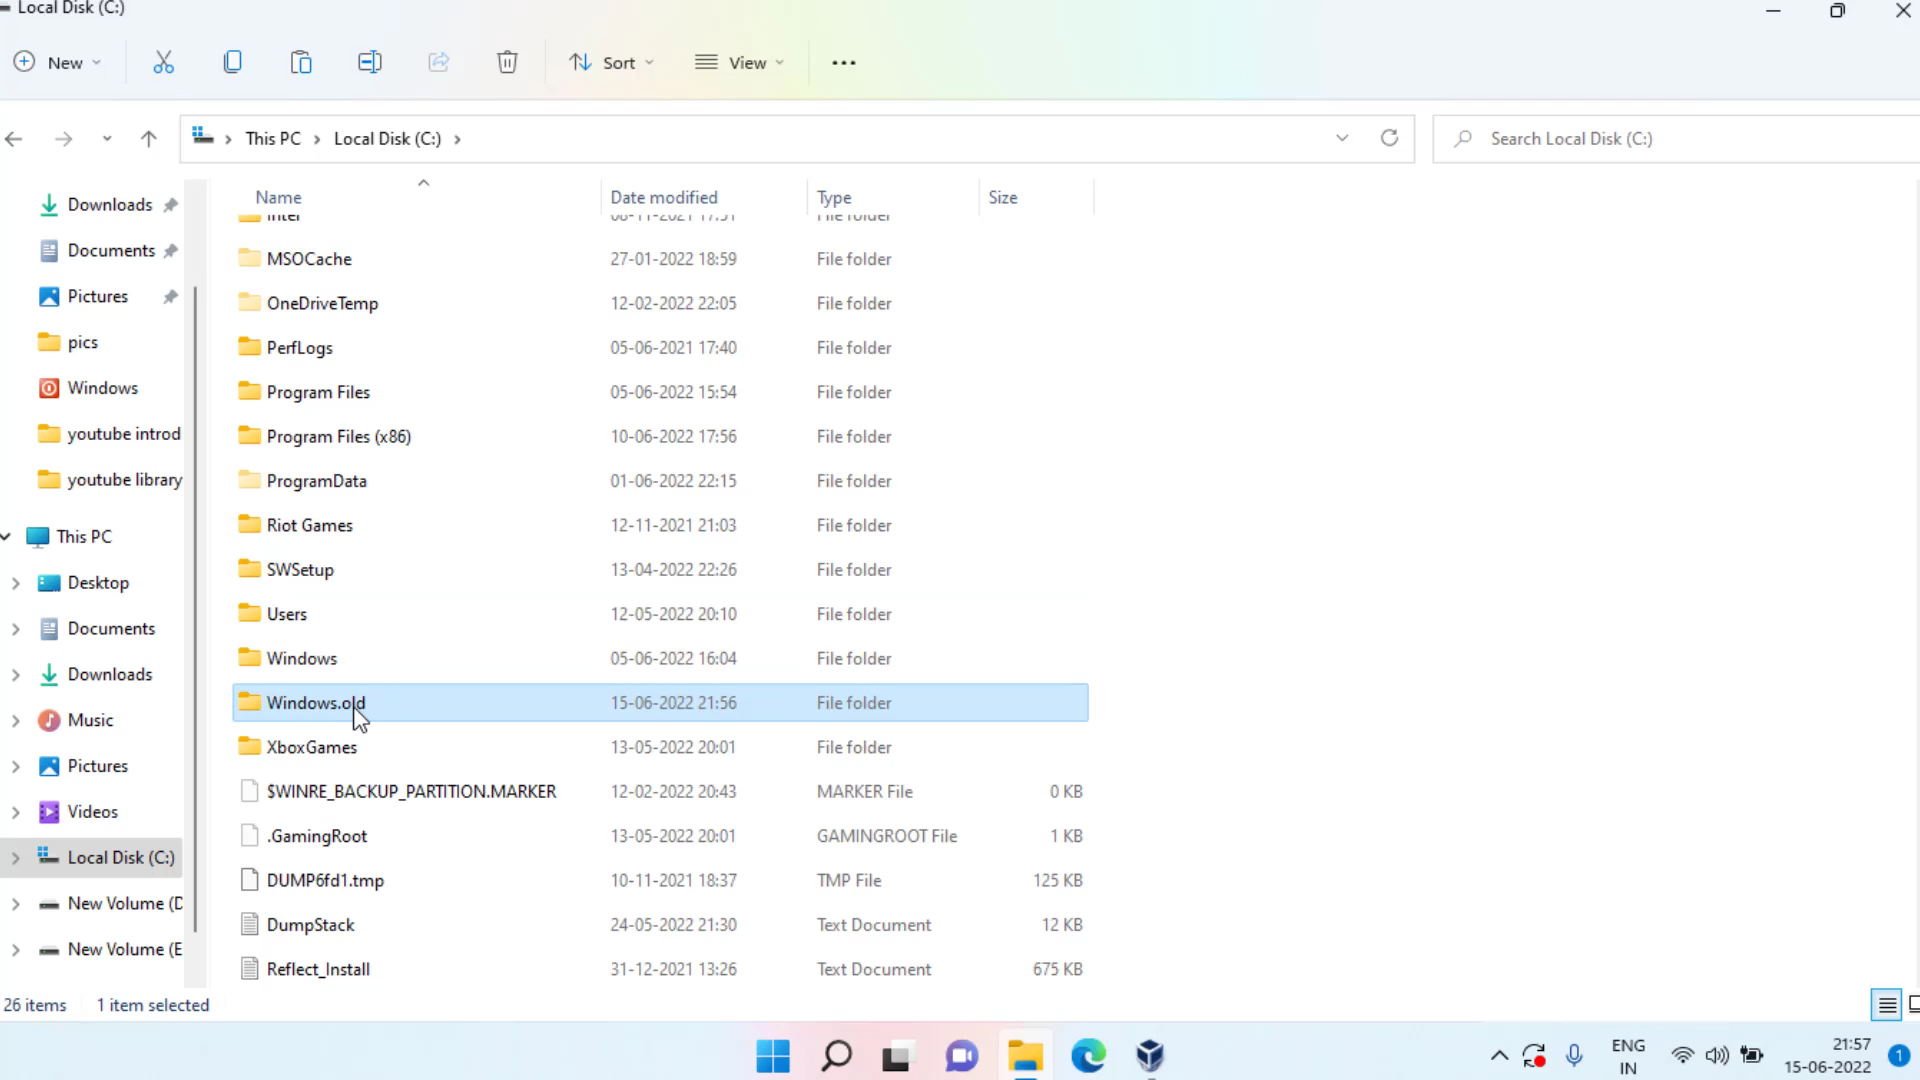 Local Disk (C:)
New
Sort
View
This PC
Local Disk (C:)
Search Local Disk (C:)
Downloads
Documents
Pictures
pics
Windows
youtube introd
youtube library
This PC
Desktop
Documents
Downloads
Music
Pictures
Videos
Local Disk (C:)
New Volume (D
New Volume (E
Name Date modified Type Size
Intel 08-11-2021 17:51 File folder
MSOCache 27-01-2022 18:59 File folder
OneDriveTemp 12-02-2022 22:05 File folder
PerfLogs 05-06-2021 17:40 File folder
Program Files 05-06-2022 15:54 File folder
Program Files (x86) 10-06-2022 17:56 File folder
ProgramData 01-06-2022 22:15 File folder
Riot Games 12-11-2021 21:03 File folder
SWSetup 13-04-2022 22:26 File folder
Users 12-05-2022 20:10 File folder
Windows 05-06-2022 16:04 File folder
Windows.old 15-06-2022 21:56 File folder
XboxGames 13-05-2022 20:01 File folder
$WINRE_BACKUP_PARTITION.MARKER 12-02-2022 20:43 MARKER File 0 KB
.GamingRoot 13-05-2022 20:01 GAMINGROOT File 1 KB
DUMP6fd1.tmp 10-11-2021 18:37 TMP File 125 KB
DumpStack 24-05-2022 21:30 Text Document 12 KB
Reflect_Install 31-12-2021 13:26 Text Document 675 KB
26 items 1 item selected
ENG
IN
21:57
15-06-2022
1